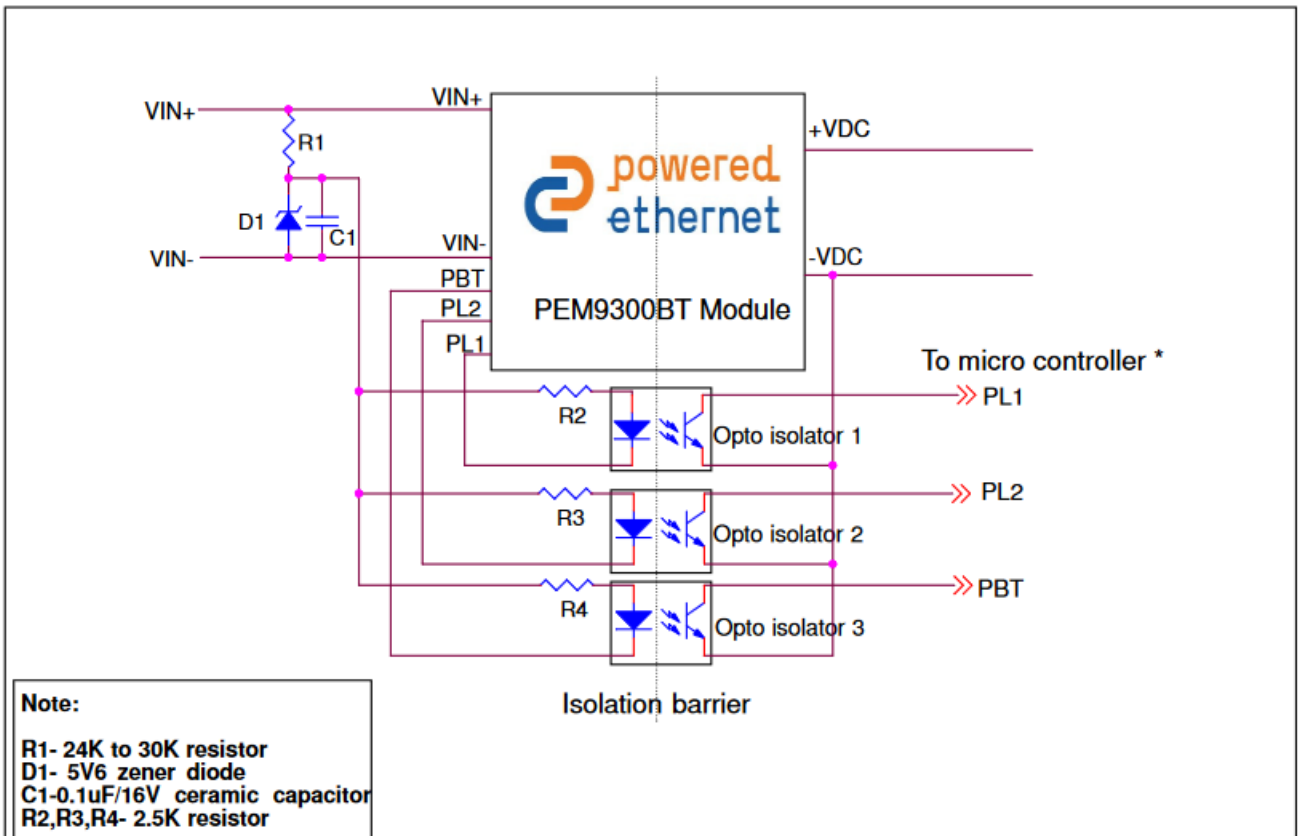 VIN+
VIN+
R1
D1
C1
VIN-
VIN-
PBT
PL2
PL1
powered
ethernet
PEM9300BT Module
+VDC
-VDC
To micro controller *
R2
Opto isolator 1
PL1
R3
Opto isolator 2
PL2
R4
Opto isolator 3
PBT
Isolation barrier
Note:
R1- 24K to 30K resistor
D1- 5V6 zener diode
C1-0.1uF/16V ceramic capacitor
R2,R3,R4- 2.5K resistor